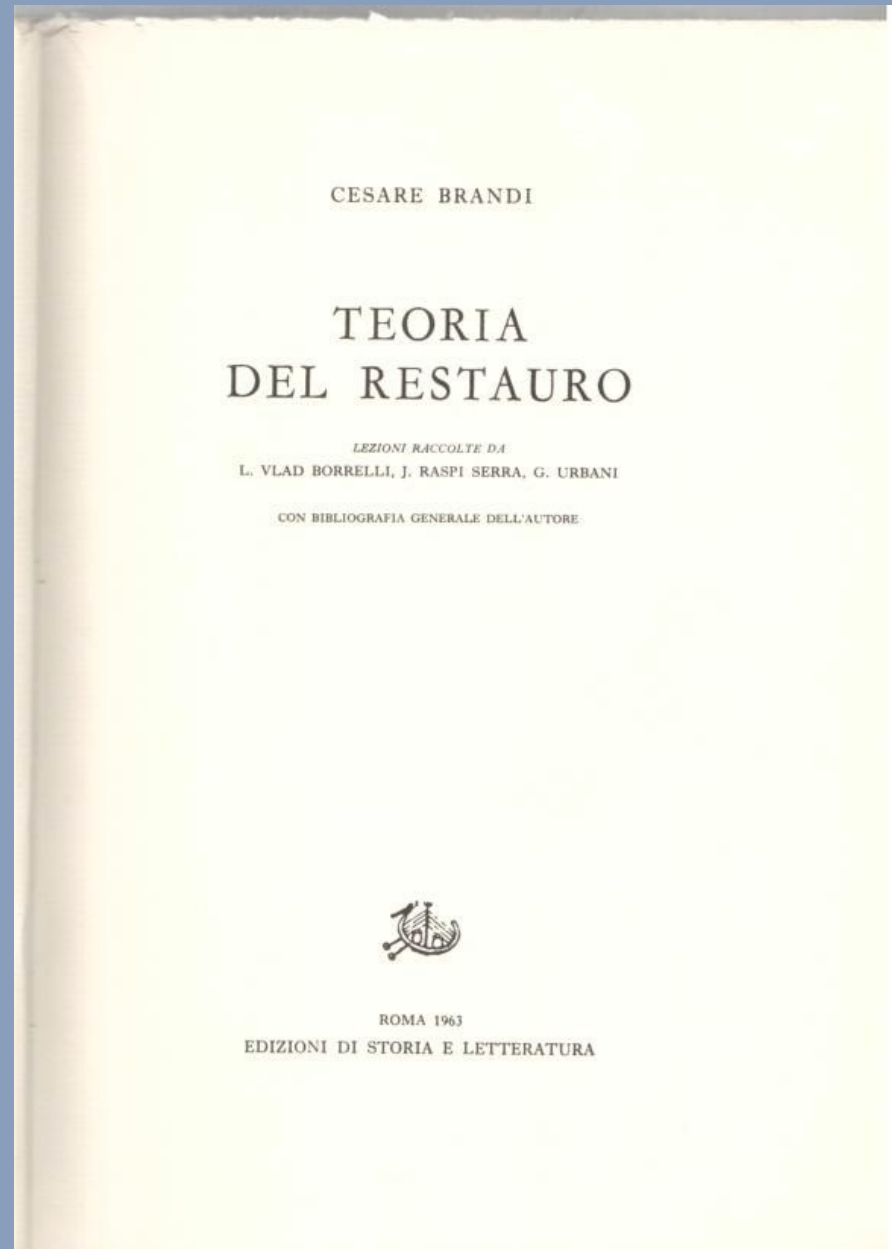 CESARE BRANDI
TEORIA
DEL RESTAURO
LEZIONI RACCOLTE DA
L. VLAD BORRELLI, J. RASPI SERRA, G. URBANI
CON BIBLIOGRAFIA GENERALE DELL'AUTORE
ROMA 1963
EDIZIONI DI STORIA E LETTERATURA